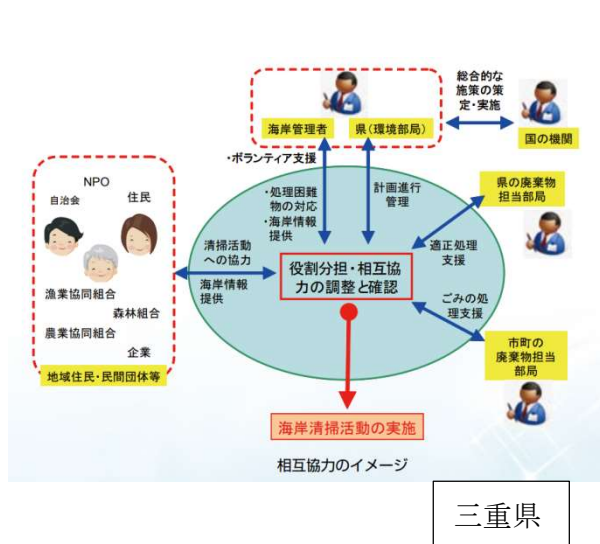 総合的な
施策の策
定・実施
海岸管理者
県(環境部局)
国の機関
・ボランティア支援
NPO
自治会
住民
漁業協同組合
森林組合
農業協同組合
企業
地域住民・民間団体等
・処理困難
物の対応
・海岸情報
提供
計画進行
管理
県の廃棄物
担当部局
清掃活動
への協力
海岸情報
提供
役割分担・相互協
力の調整と確認
適正処理
支援
ごみの処
理支援
市町の
廃棄物担当
部局
海岸清掃活動の実施
相互協力のイメージ
三重県